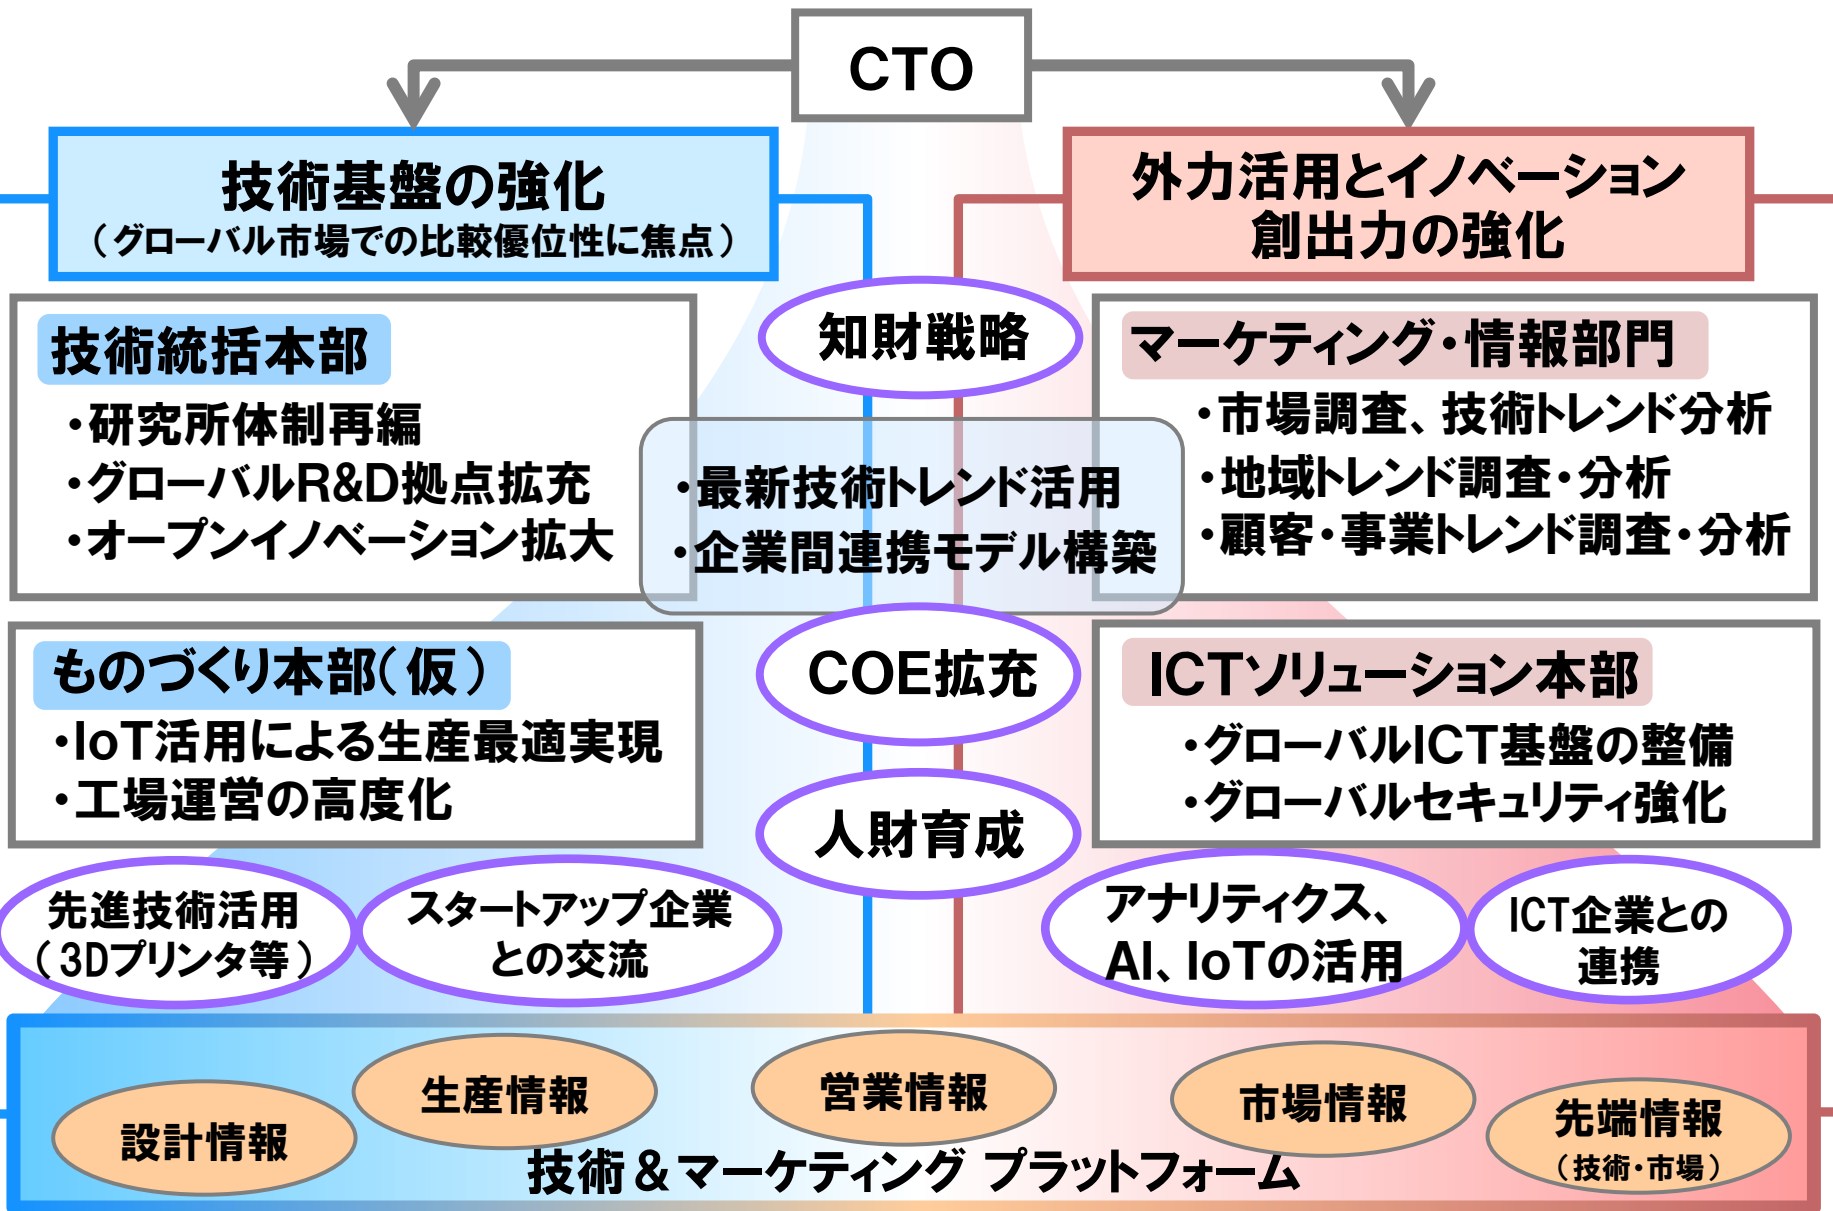 CTO
技術基盤の強化
（グローバル市場での比較優位性に焦点）
外力活用とイノベーション
創出力の強化
知財戦略
技術統括本部
・研究所体制再編
・グローバルR&D拠点拡充
・オープンイノベーション拡大
・最新技術トレンド活用
・企業間連携モデル構築
マーケティング・情報部門
・市場調査、技術トレンド分析
・地域トレンド調査・分析
・顧客・事業トレンド調査・分析
ものづくり本部（仮）
・IoT活用による生産最適実現
・工場運営の高度化
COE拡充
人財育成
ICTソリューション本部
・グローバルICT基盤の整備
・グローバルセキュリティ強化
先進技術活用
（3Dプリンタ等）
スタートアップ企業
との交流
アナリティクス、
AI、IoTの活用
ICT企業との
連携
設計情報
生産情報
営業情報
市場情報
先端情報
（技術・市場）
技術＆マーケティング プラットフォーム